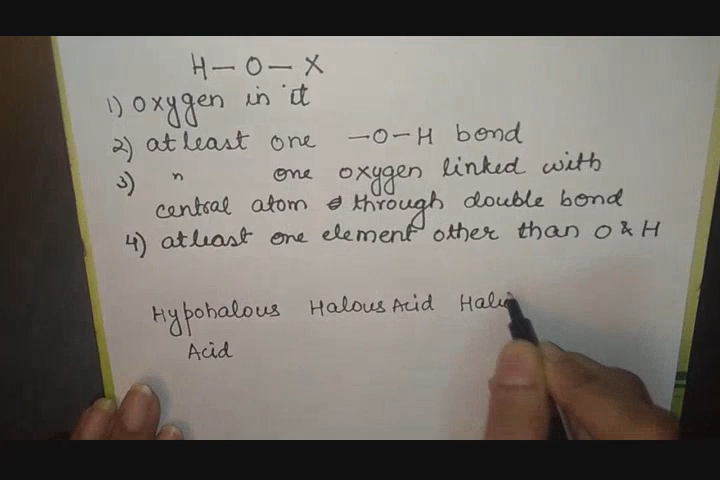 H — O — X
1) Oxygen in it
2) at least one —O—H bond
3) " one oxygen linked with
central atom through double bond
4) atleast one element other than O & H
Hypohalous Halous Acid Halo
Acid